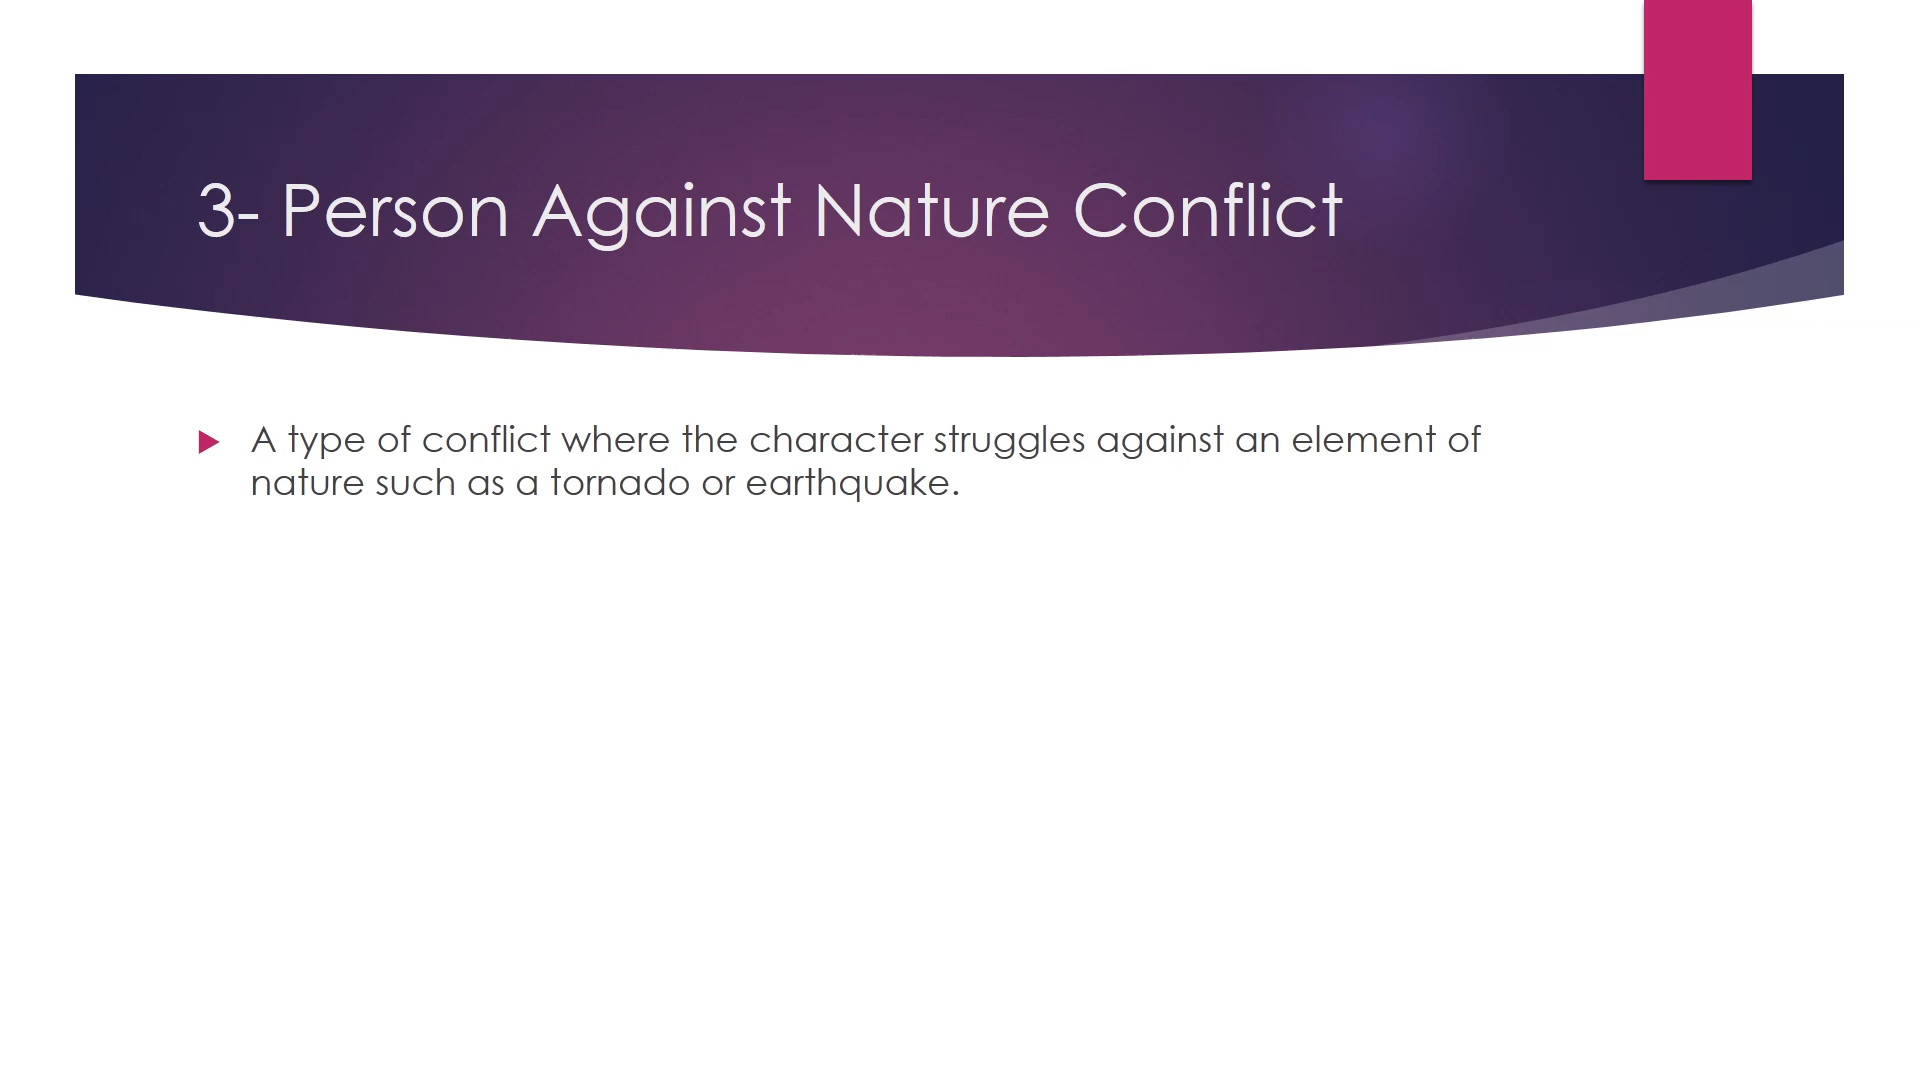 3- Person Against Nature Conflict
A type of conflict where the character struggles against an element of
nature such as a tornado or earthquake.